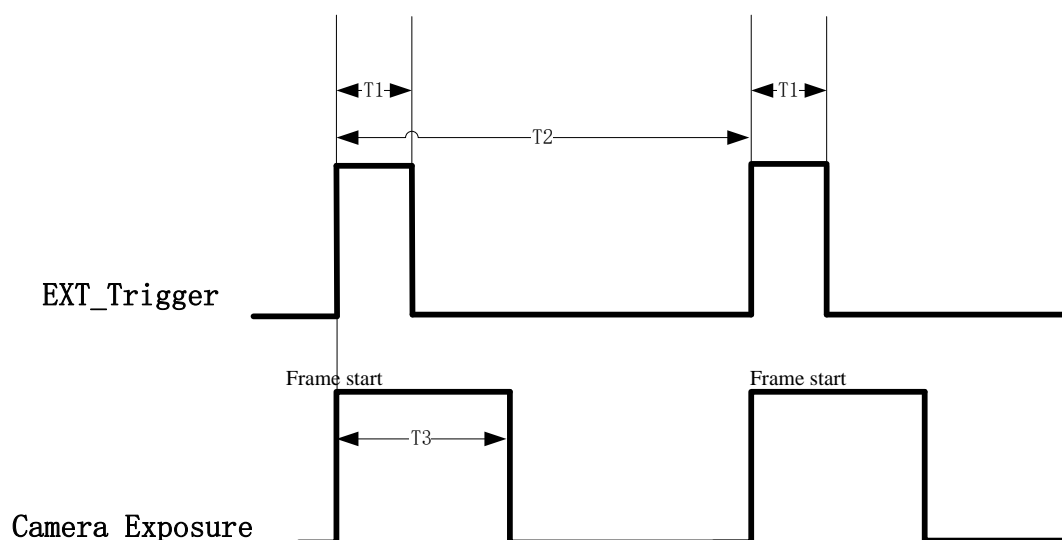 T1
T1
T2
EXT_Trigger
Frame start
Frame start
T3
Camera Exposure